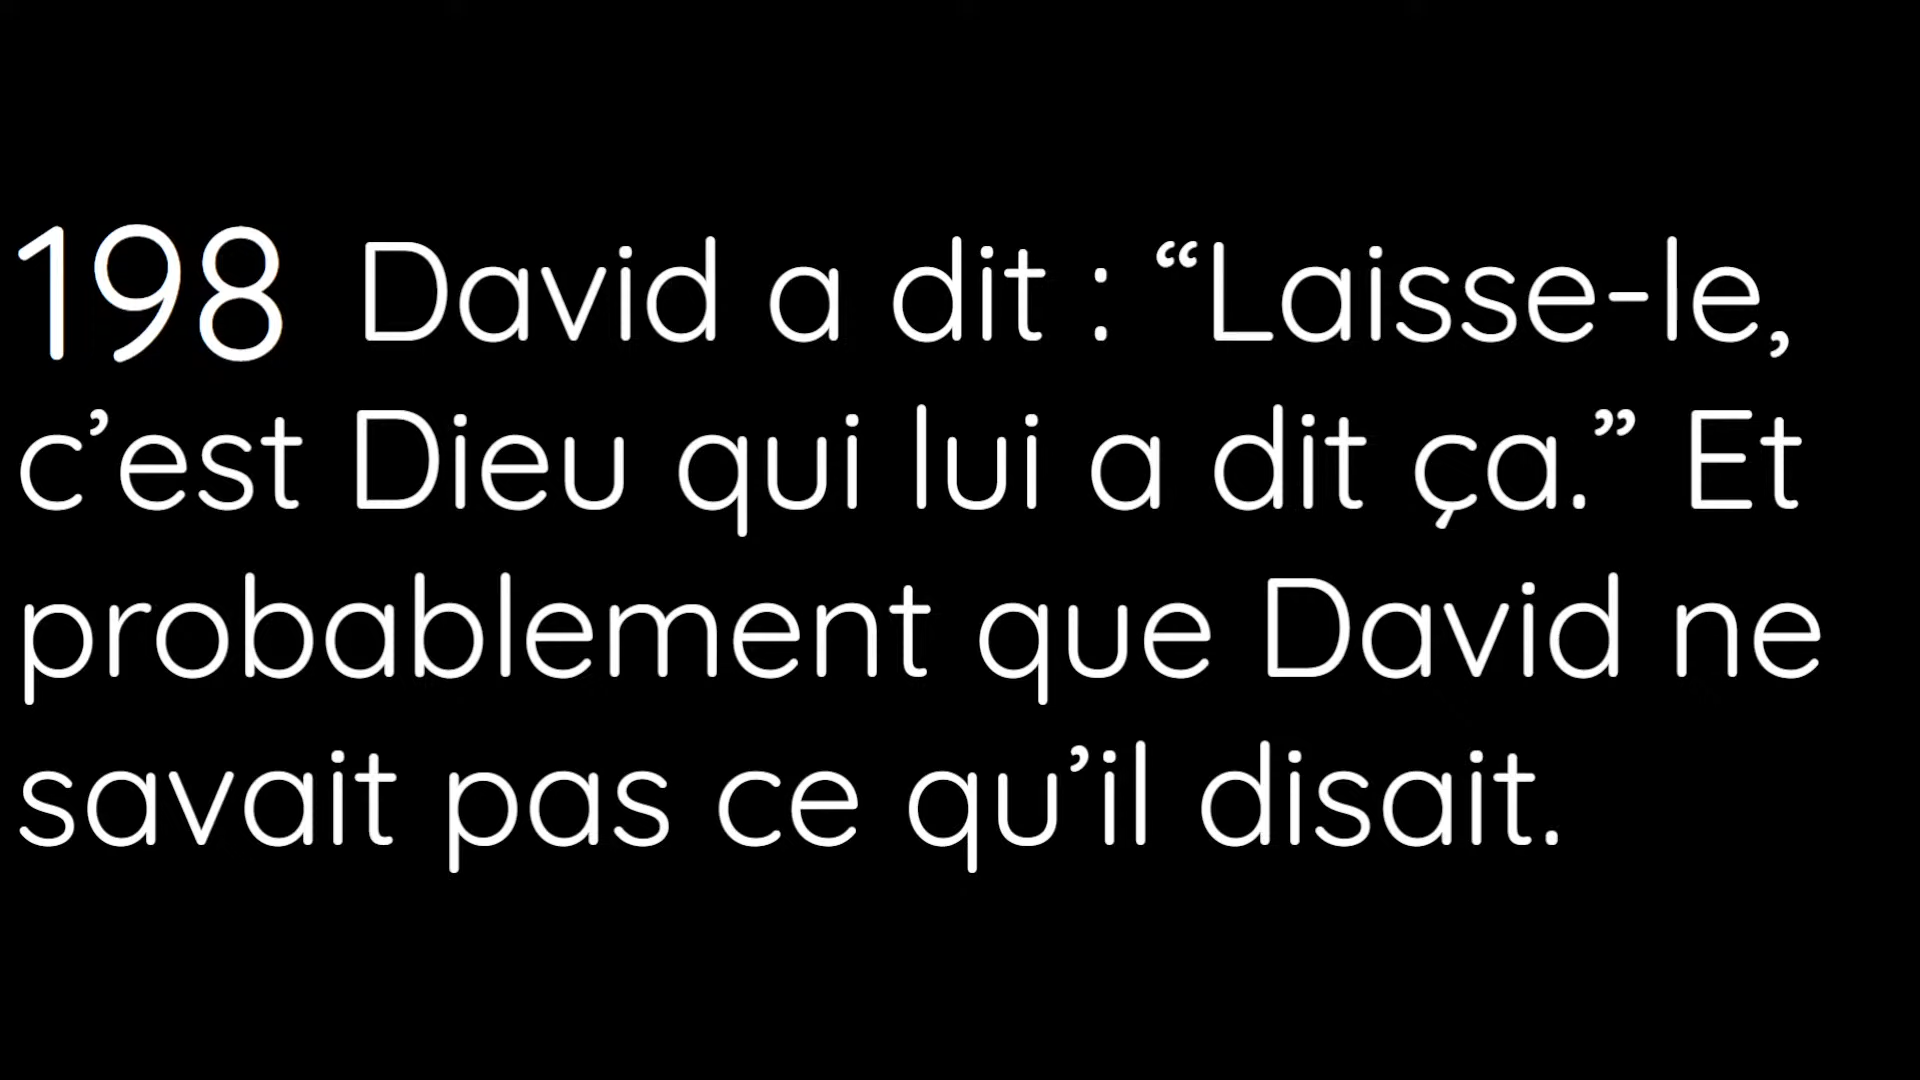 198 David a dit : “Laisse-le,
c’est Dieu qui lui a dit ça.” Et
probablement que David ne
savait pas ce qu’il disait.